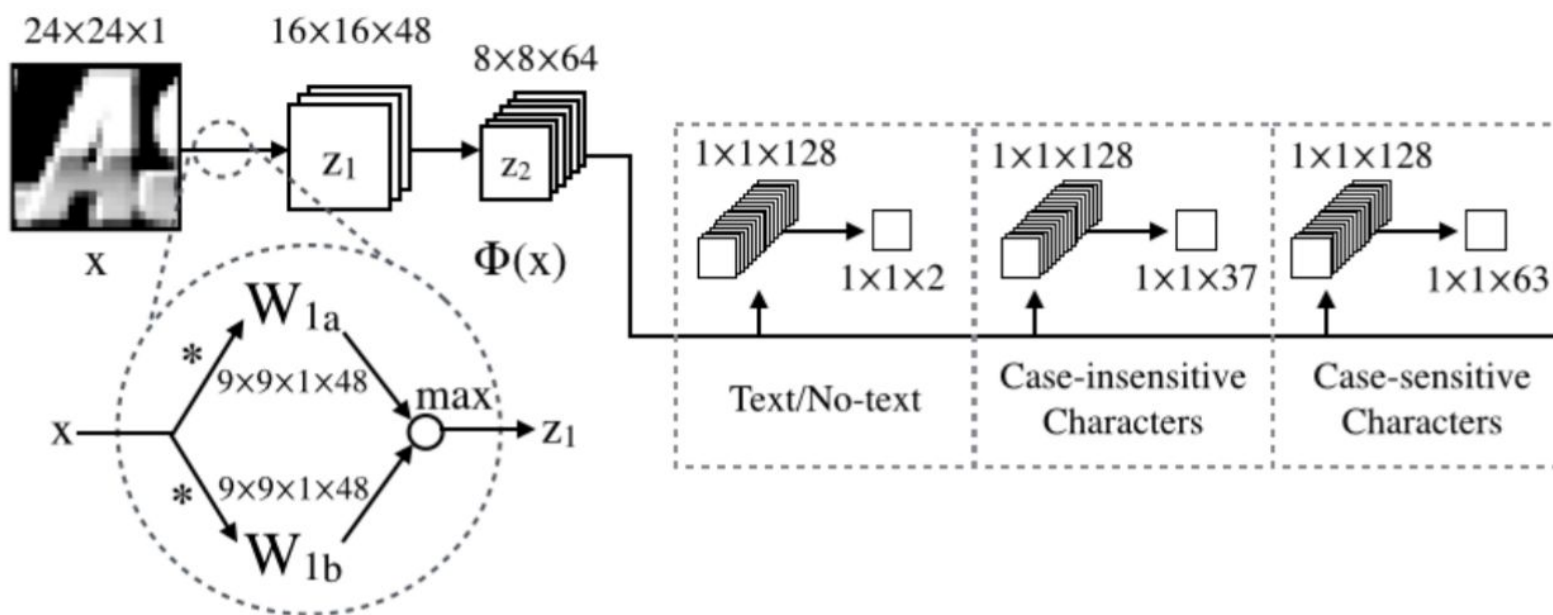 24×24×1
16×16×48
8×8×64
z₁
z₂
x
Φ(x)
1×1×128
1×1×2
Text/No-text
1×1×128
1×1×37
Case-insensitive
Characters
1×1×128
1×1×63
Case-sensitive
Characters
W₁ₐ
*
9×9×1×48
max
x
z₁
*
9×9×1×48
W1b